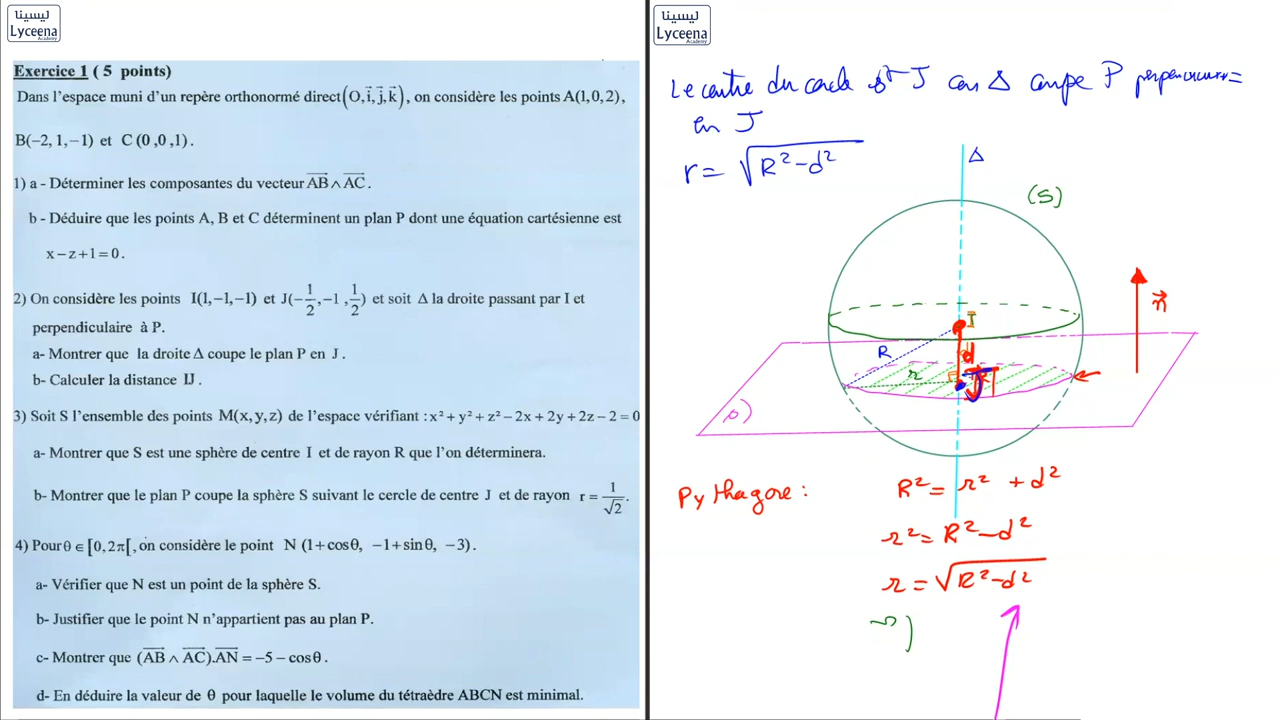 ليسينا
Lyceena
Academy
Exercice 1 ( 5 points)
Dans l'espace muni d'un repère orthonormé direct (O, i⃗, j⃗, k⃗), on considère les points A(1,0,2),
B(−2, 1, −1) et C (0,0,1).
1) a - Déterminer les composantes du vecteur AB⃗ ∧ AC⃗.
b - Déduire que les points A, B et C déterminent un plan P dont une équation cartésienne est
x − z + 1 = 0.
2) On considère les points I(1,−1,−1) et J(−1/2, −1, 1/2) et soit Δ la droite passant par I et
perpendiculaire à P.
a- Montrer que la droite Δ coupe le plan P en J.
b- Calculer la distance IJ.
3) Soit S l'ensemble des points M(x,y,z) de l'espace vérifiant : x² + y² + z² − 2x + 2y + 2z − 2 = 0
a- Montrer que S est une sphère de centre I et de rayon R que l'on déterminera.
b- Montrer que le plan P coupe la sphère S suivant le cercle de centre J et de rayon r = 1/√2.
4) Pour θ ∈ [0, 2π[, on considère le point N (1+cosθ, −1+sinθ, −3).
a- Vérifier que N est un point de la sphère S.
b- Justifier que le point N n'appartient pas au plan P.
c- Montrer que (AB⃗ ∧ AC⃗).AN⃗ = −5 − cosθ.
d- En déduire la valeur de θ pour laquelle le volume du tétraèdre ABCN est minimal.
ليسينا
Lyceena
Academy
Le centre du cercle est J car Δ coupe P
en J
r = √R² − d²
Δ
(S)
I
n⃗
R
d
r
J
P)
Pythagore : R² = r² + d²
r² = R² − d²
r = √R² − d²